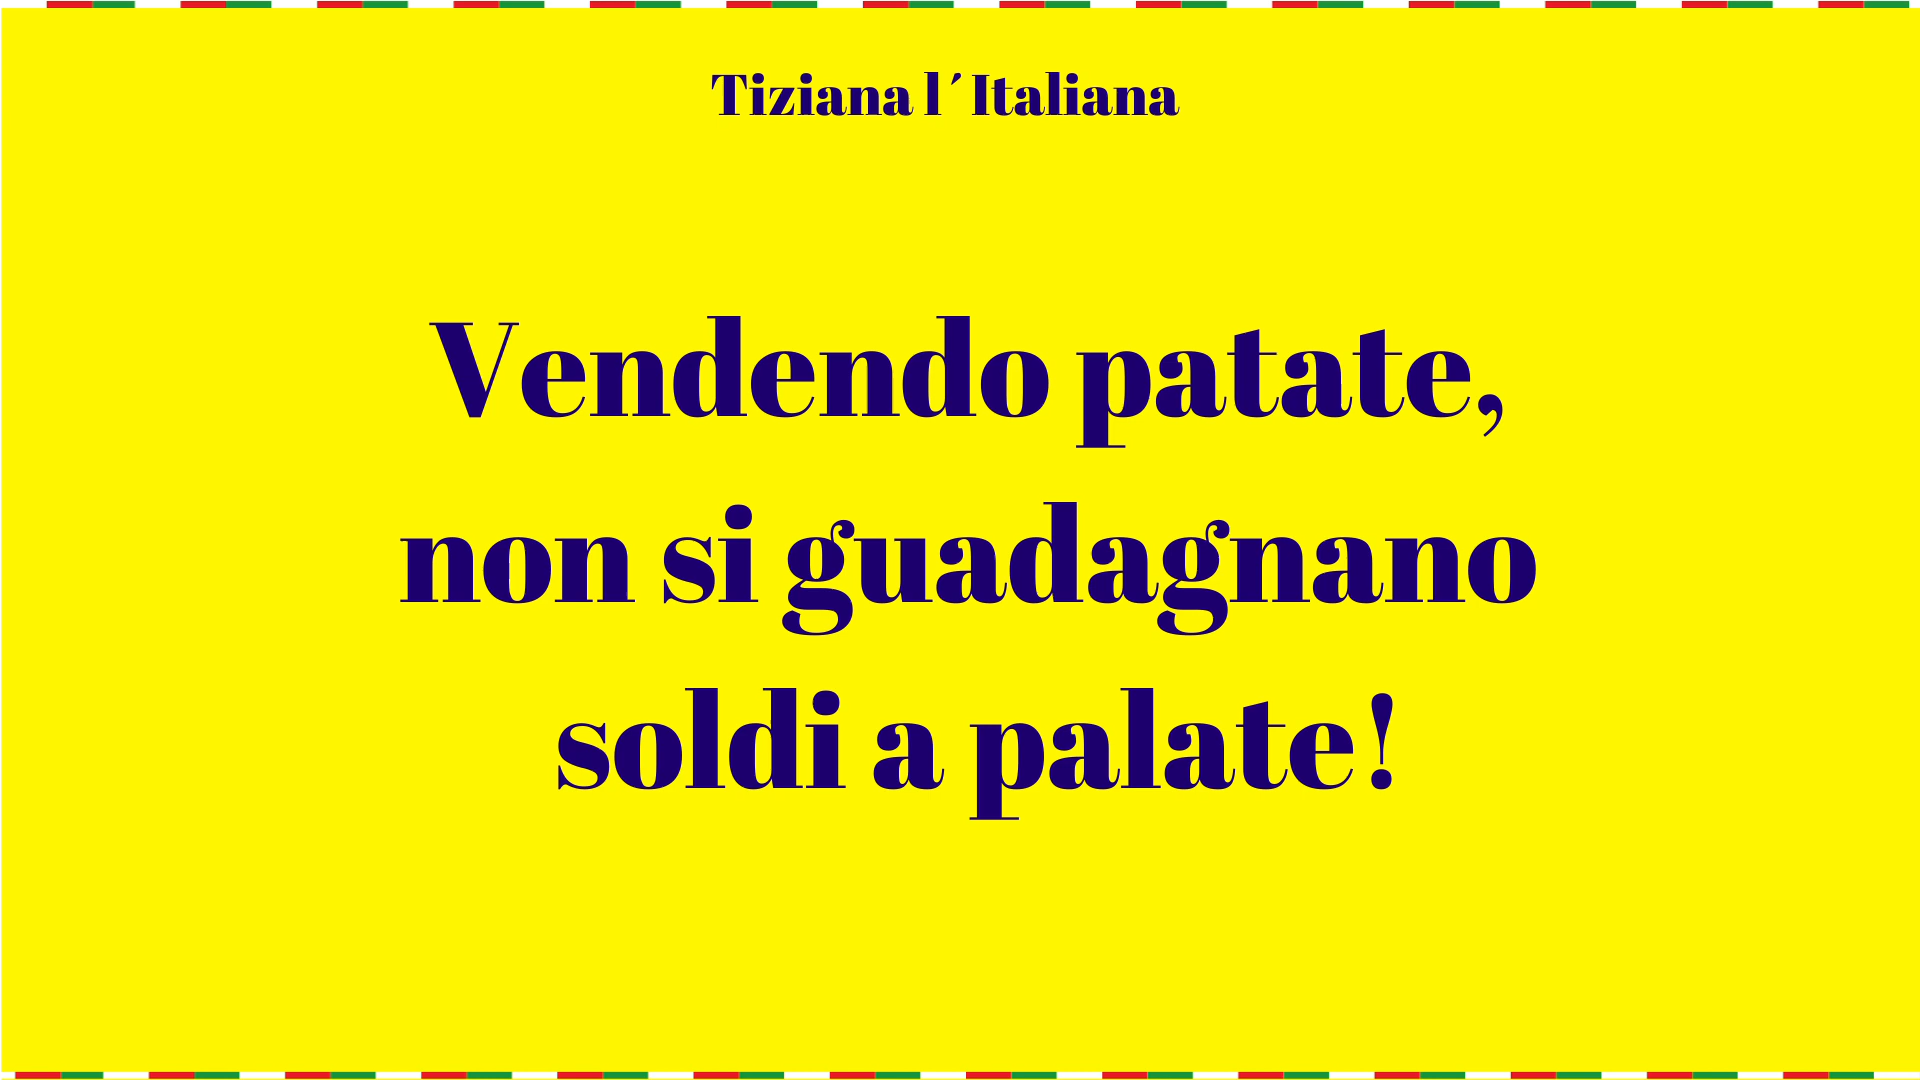 Tiziana l´Italiana
Vendendo patate,
non si guadagnano
soldi a palate!